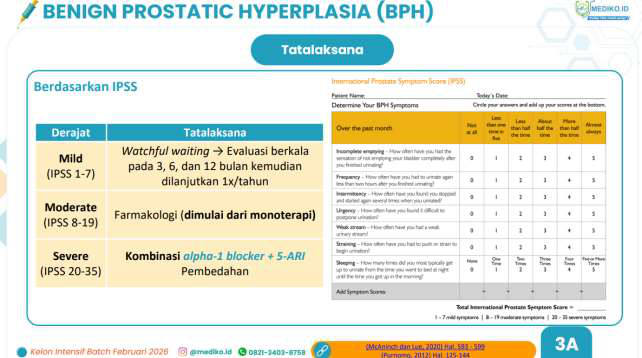 BENIGN PROSTATIC HYPERPLASIA (BPH)
MEDIKO.ID
Tatalaksana
Berdasarkan IPSS
Derajat Tatalaksana
Mild
(IPSS 1-7)
Watchful waiting → Evaluasi berkala
pada 3, 6, dan 12 bulan kemudian
dilanjutkan 1x/tahun
Moderate
(IPSS 8-19)
Farmakologi (dimulai dari monoterapi)
Severe
(IPSS 20-35)
Kombinasi alpha-1 blocker + 5-ARI
Pembedahan
International Prostate Symptom Score (IPSS)
Patient Name: Today's Date:
Determine Your BPH Symptoms Circle your answers and add up your scores at the bottom.
Over the past month
Not at all
Less than one time in five
Less than half the time
About half the time
More than half the time
Almost always
Incomplete emptying – How often have you had the
sensation of not emptying your bladder completely after
you finished urinating?
0 1 2 3 4 5
Frequency – How often have you had to urinate again
less than two hours after you finished urinating?
0 1 2 3 4 5
Intermittency – How often have you found you stopped
and started again several times when you urinated?
0 1 2 3 4 5
Urgency – How often have you found it difficult to
postpone urination?
0 1 2 3 4 5
Weak stream – How often have you had a weak
urinary stream?
0 1 2 3 4 5
Straining – How often have you had to push or strain to
begin urination?
0 1 2 3 4 5
Sleeping – How many times did you most typically get
up to urinate from the time you went to bed at night
until the time you got up in the morning?
None One Time Two Times Three Times Four Times Five or More Times
0 1 2 3 4 5
Add Symptom Scores: + + + + +
Total International Prostate Symptom Score =
1 – 7 mild symptoms | 8 – 19 moderate symptoms | 20 – 35 severe symptoms
Kelon Intensif Batch Februari 2026 @mediko.id 0821-2403-8758
(McAninch dan Lue, 2020) Hal. 593 - 599
(Purnomo, 2012) Hal. 125-144
3A